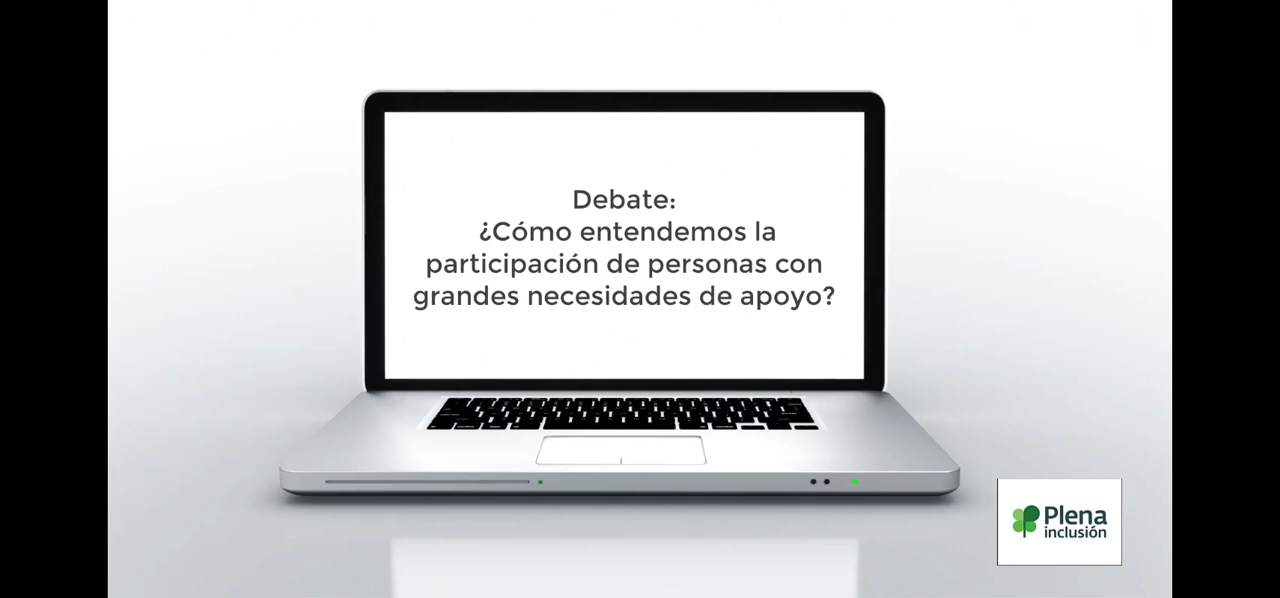 Debate:
¿Cómo entendemos la
participación de personas con
grandes necesidades de apoyo?
Plena
inclusión